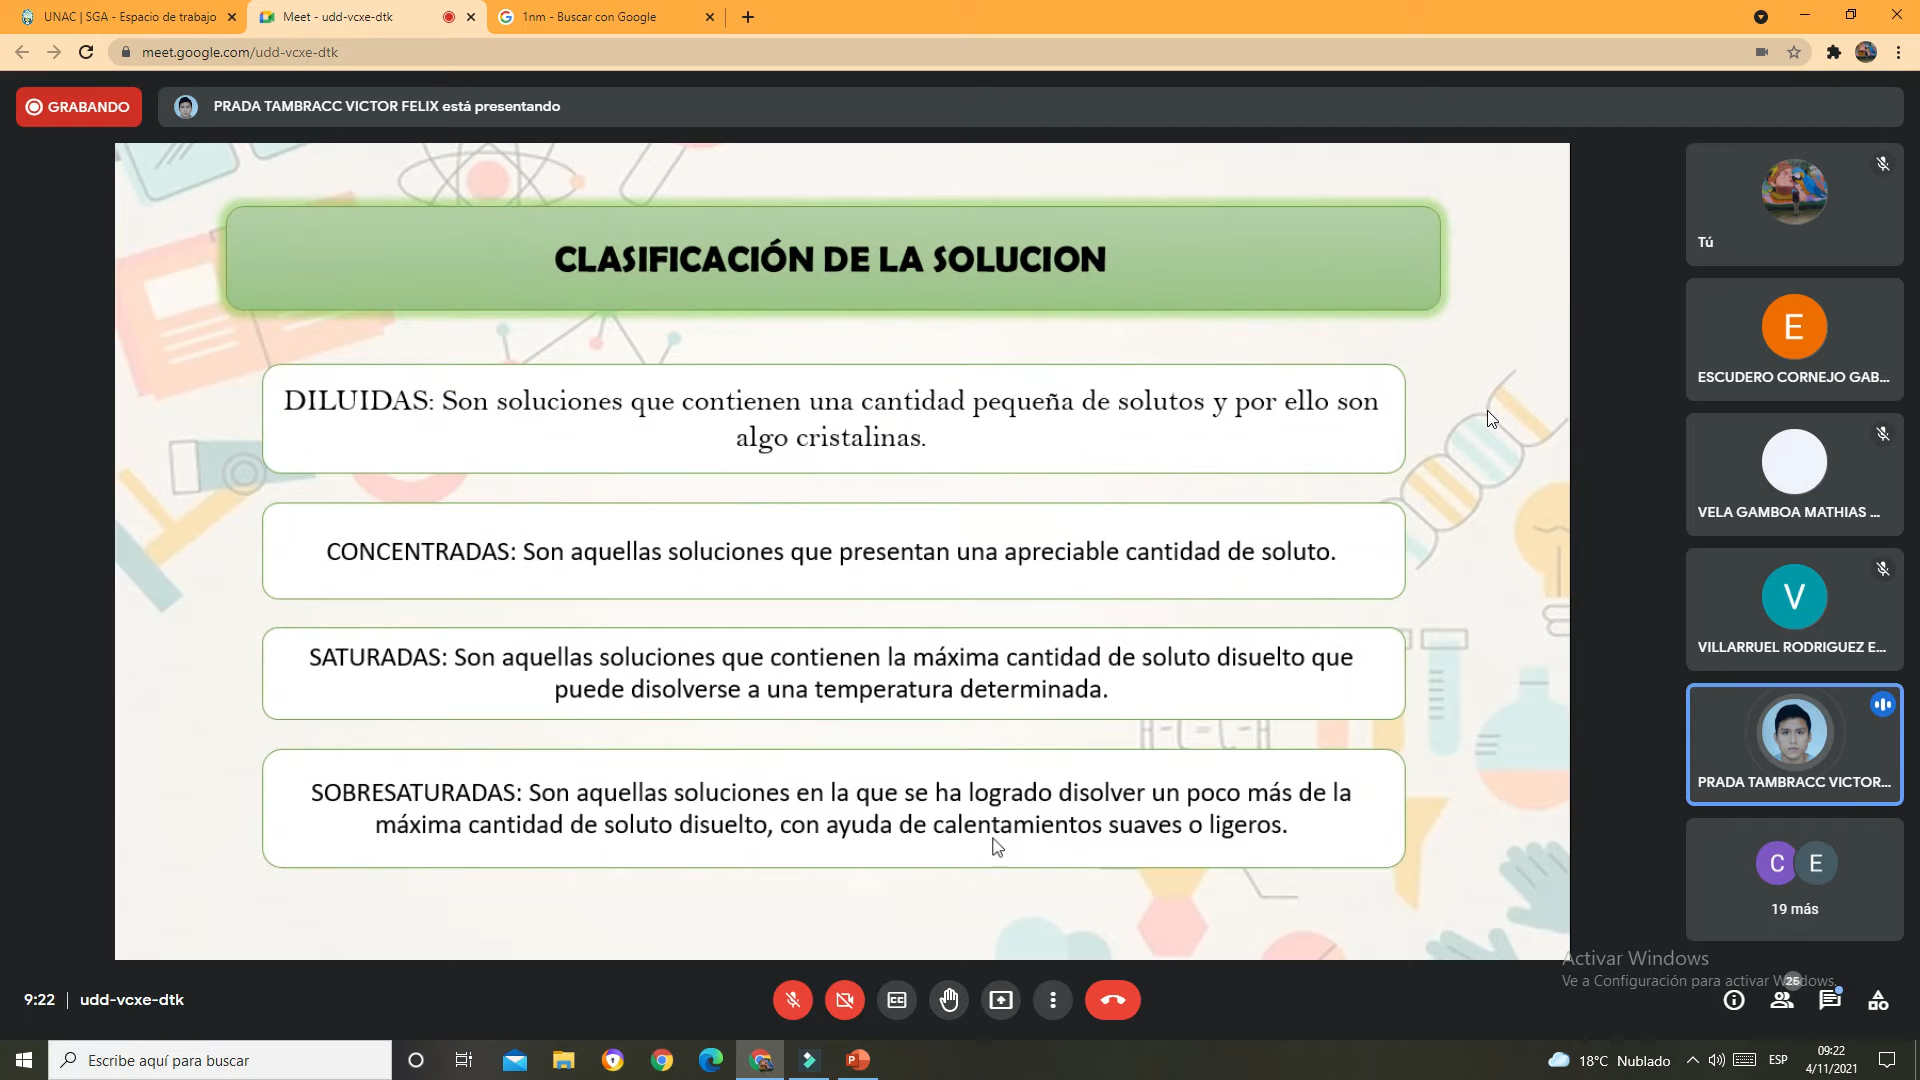 UNAC | SGA - Espacio de trabajo
Meet - udd-vcxe-dtk
1nm - Buscar con Google
meet.google.com/udd-vcxe-dtk
GRABANDO
PRADA TAMBRACC VICTOR FELIX está presentando
CLASIFICACIÓN DE LA SOLUCION
DILUIDAS: Son soluciones que contienen una cantidad pequeña de solutos y por ello son
algo cristalinas.
CONCENTRADAS: Son aquellas soluciones que presentan una apreciable cantidad de soluto.
SATURADAS: Son aquellas soluciones que contienen la máxima cantidad de soluto disuelto que
puede disolverse a una temperatura determinada.
SOBRESATURADAS: Son aquellas soluciones en la que se ha logrado disolver un poco más de la
máxima cantidad de soluto disuelto, con ayuda de calentamientos suaves o ligeros.
Tú
E
ESCUDERO CORNEJO GAB...
VELA GAMBOA MATHIAS ...
V
VILLARRUEL RODRIGUEZ E...
PRADA TAMBRACC VICTOR...
C E
19 más
Activar Windows
Ve a Configuración para activar Windows.
25
9:22 | udd-vcxe-dtk
Escribe aquí para buscar
18°C Nublado
ESP
09:22
4/11/2021